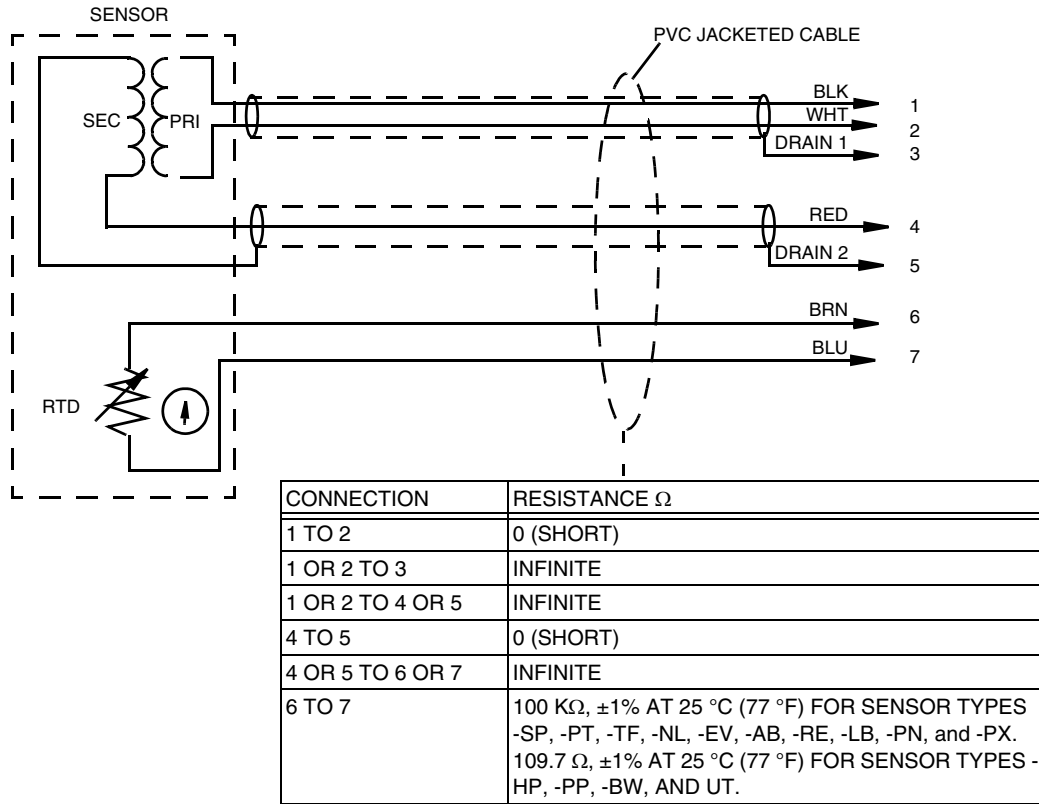 SENSOR
PVC JACKETED CABLE
SEC
PRI
BLK
1
WHT
2
DRAIN 1
3
RED
4
DRAIN 2
5
BRN
6
BLU
7
RTD
CONNECTION RESISTANCE Ω
1 TO 2 0 (SHORT)
1 OR 2 TO 3 INFINITE
1 OR 2 TO 4 OR 5 INFINITE
4 TO 5 0 (SHORT)
4 OR 5 TO 6 OR 7 INFINITE
6 TO 7 100 KΩ, ±1% AT 25 °C (77 °F) FOR SENSOR TYPES
-SP, -PT, -TF, -NL, -EV, -AB, -RE, -LB, -PN, and -PX.
109.7 Ω, ±1% AT 25 °C (77 °F) FOR SENSOR TYPES -
HP, -PP, -BW, AND UT.